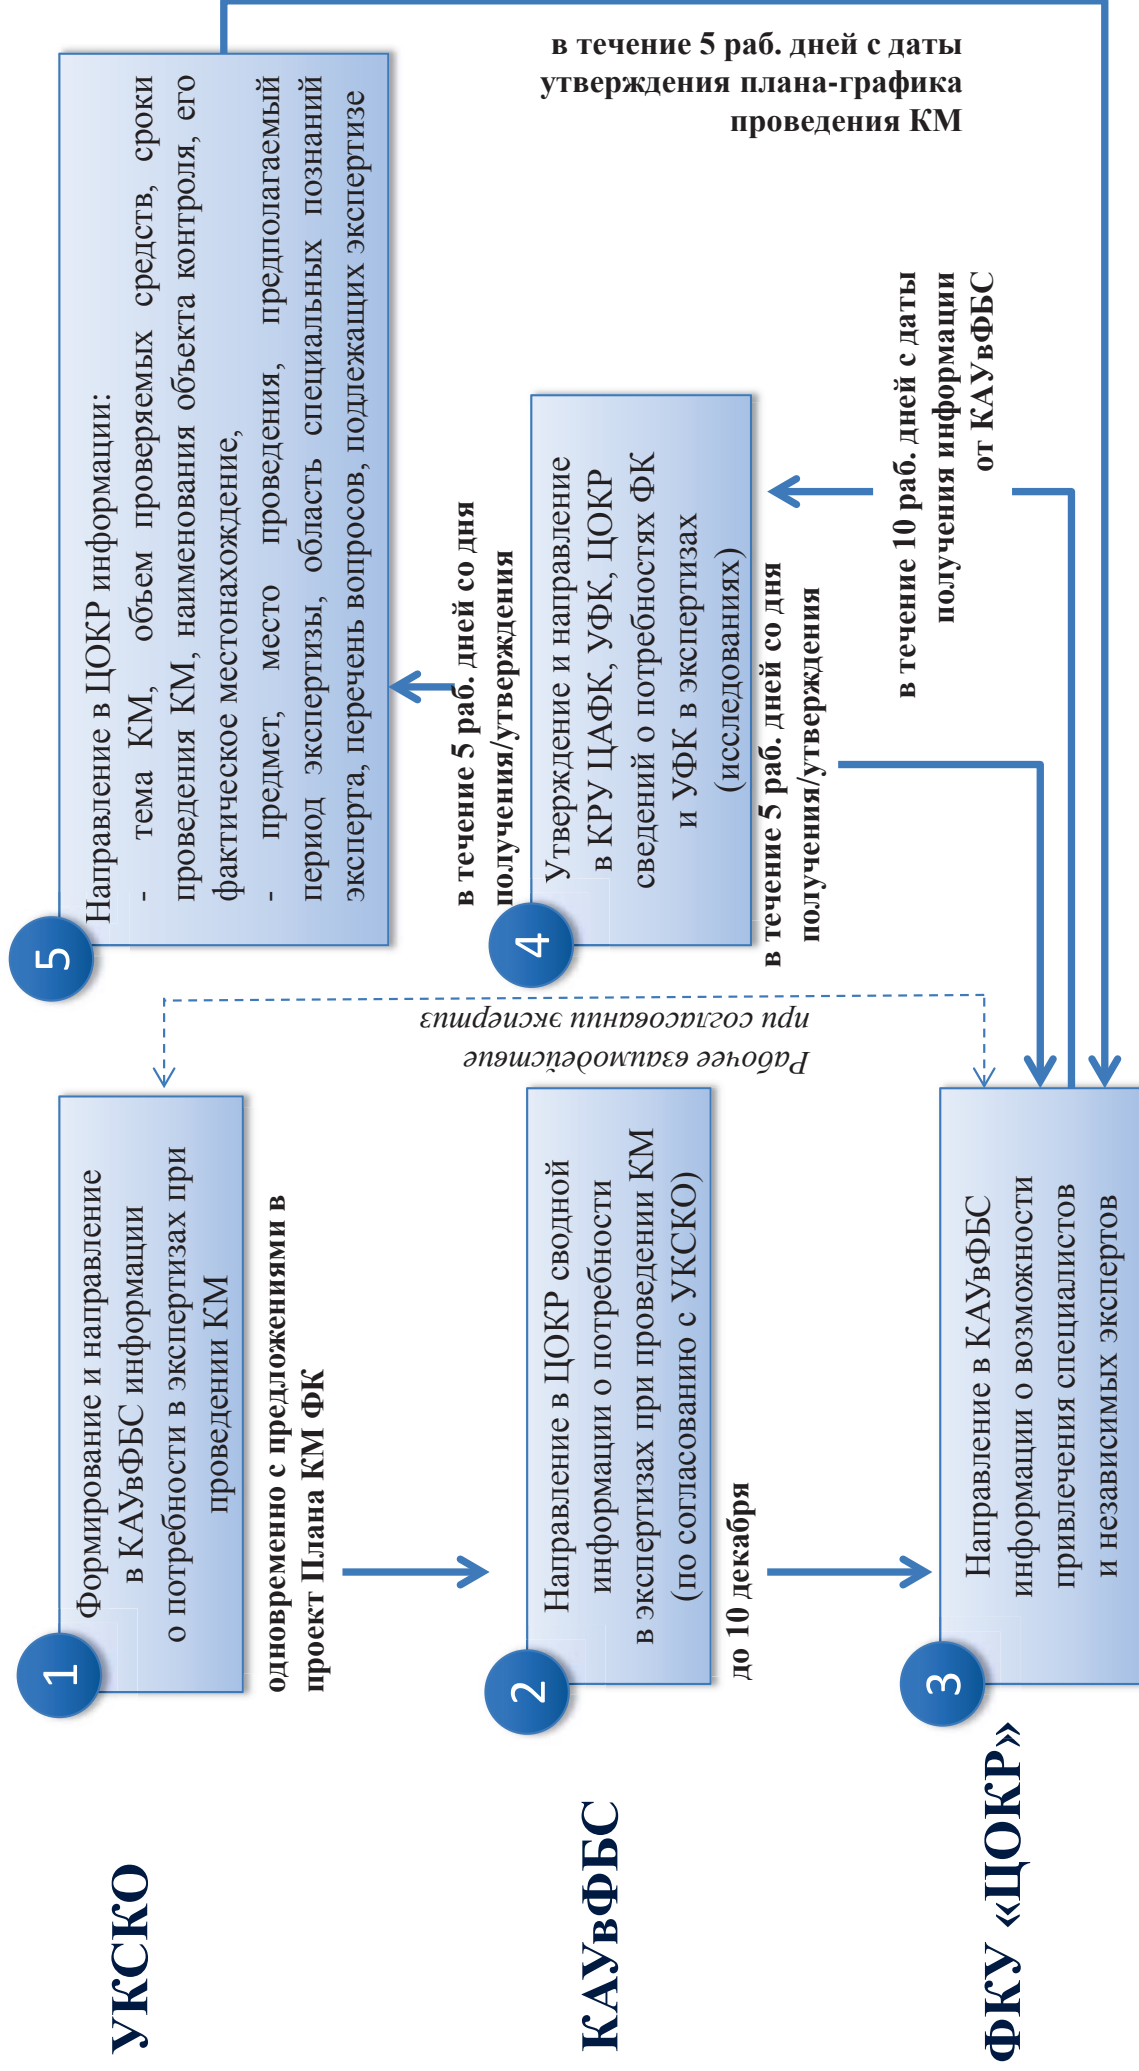 УКСКО
1
Формирование и направление
в КАУвФБС информации
о потребности в экспертизах при
проведении КМ
одновременно с предложениями в
проект Плана КМ ФК
5
Направление в ЦОКР информации:
- тема КМ, объем проверяемых средств, сроки
проведения КМ, наименования объекта контроля, его
фактическое местонахождение,
- предмет, место проведения, предполагаемый
период экспертизы, область специальных познаний
эксперта, перечень вопросов, подлежащих экспертизе
в течение 5 раб. дней со дня
получения/утверждения
в течение 5 раб. дней с даты
утверждения плана-графика
проведения КМ
Рабочее взаимодействие
при согласовании экспертиз
КАУвФБС
2
Направление в ЦОКР сводной
информации о потребности
в экспертизах при проведении КМ
(по согласованию с УКСКО)
до 10 декабря
4
Утверждение и направление
в КРУ ЦАФК, УФК, ЦОКР
сведений о потребностях ФК
и УФК в экспертизах
(исследованиях)
в течение 5 раб. дней со дня
получения/утверждения
в течение 10 раб. дней с даты
получения информации
от КАУвФБС
ФКУ «ЦОКР»
3
Направление в КАУвФБС
информации о возможности
привлечения специалистов
и независимых экспертов